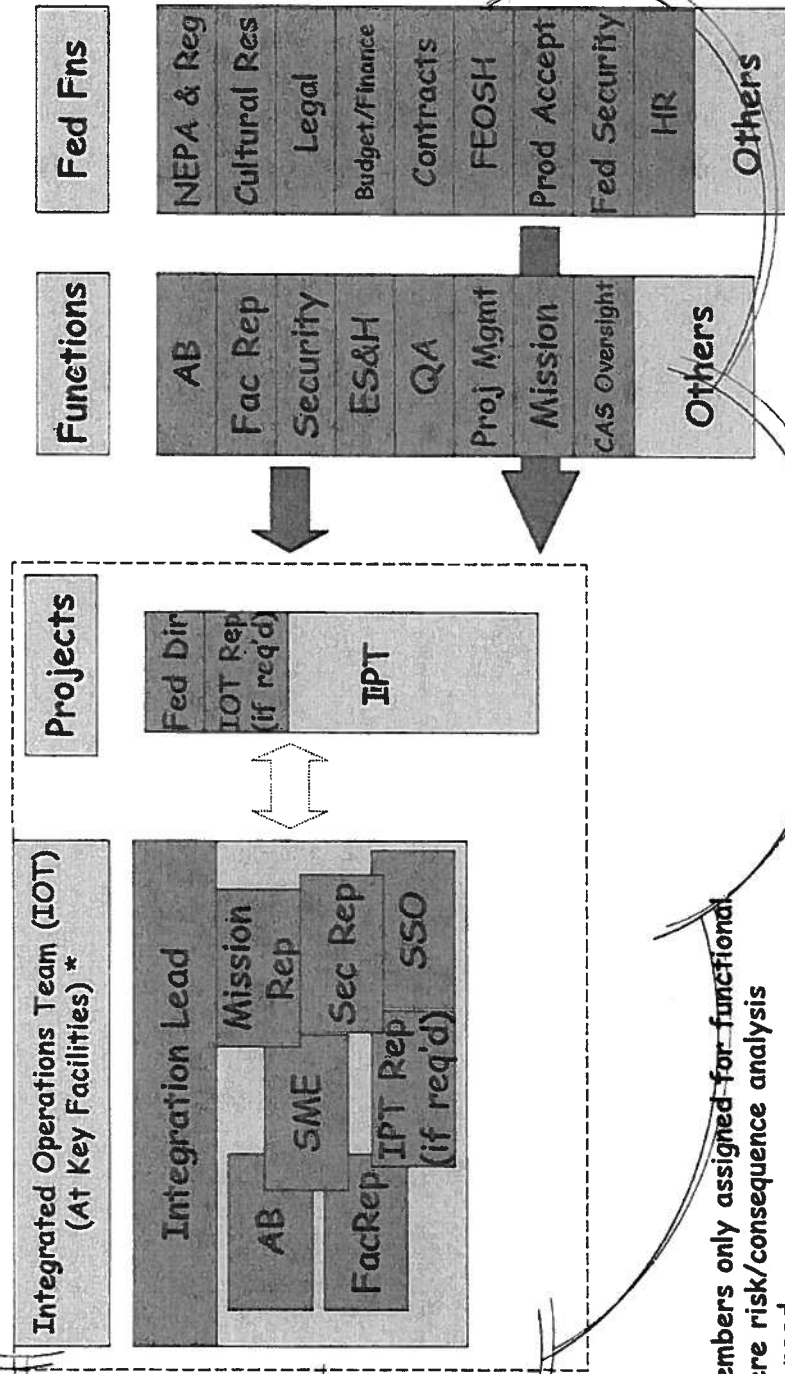 Integrated Operations Team (IOT)
(At Key Facilities) *
Integration Lead
Mission
Rep
AB
SME
Sec Rep
FacRep
IPT Rep
(if req'd)
SSO
Projects
Fed Dir
IOT Rep
(if req'd)
IPT
Functions
AB
Fac Rep
Security
ES&H
QA
Proj Mgmt
Mission
CAS Oversight
Others
Fed Fns
NEPA & Reg
Cultural Res
Legal
Budget/Finance
Contracts
FEOSH
Prod Accept
Fed Security
HR
Others
only assigned for functional
risk/consequence analysis